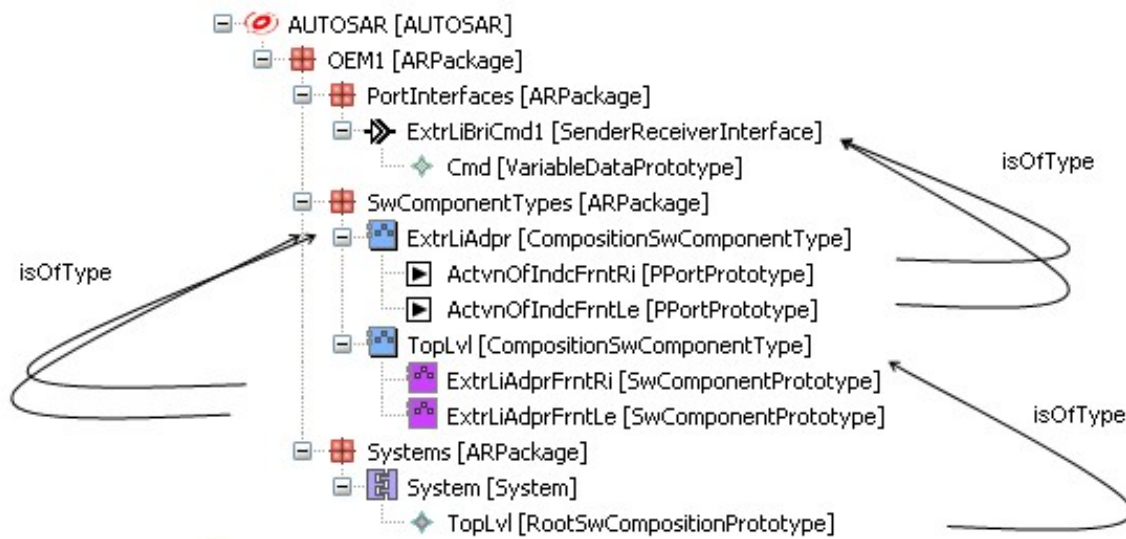 AUTOSAR [AUTOSAR]
OEM1 [ARPackage]
PortInterfaces [ARPackage]
ExtrLiBriCmd1 [SenderReceiverInterface]
isOfType
Cmd [VariableDataPrototype]
SwComponentTypes [ARPackage]
ExtrLiAdpr [CompositionSwComponentType]
isOfType
ActvnOfIndcFrntRi [PPortPrototype]
ActvnOfIndcFrntLe [PPortPrototype]
TopLvl [CompositionSwComponentType]
ExtrLiAdprFrntRi [SwComponentPrototype]
ExtrLiAdprFrntLe [SwComponentPrototype]
isOfType
Systems [ARPackage]
System [System]
TopLvl [RootSwCompositionPrototype]